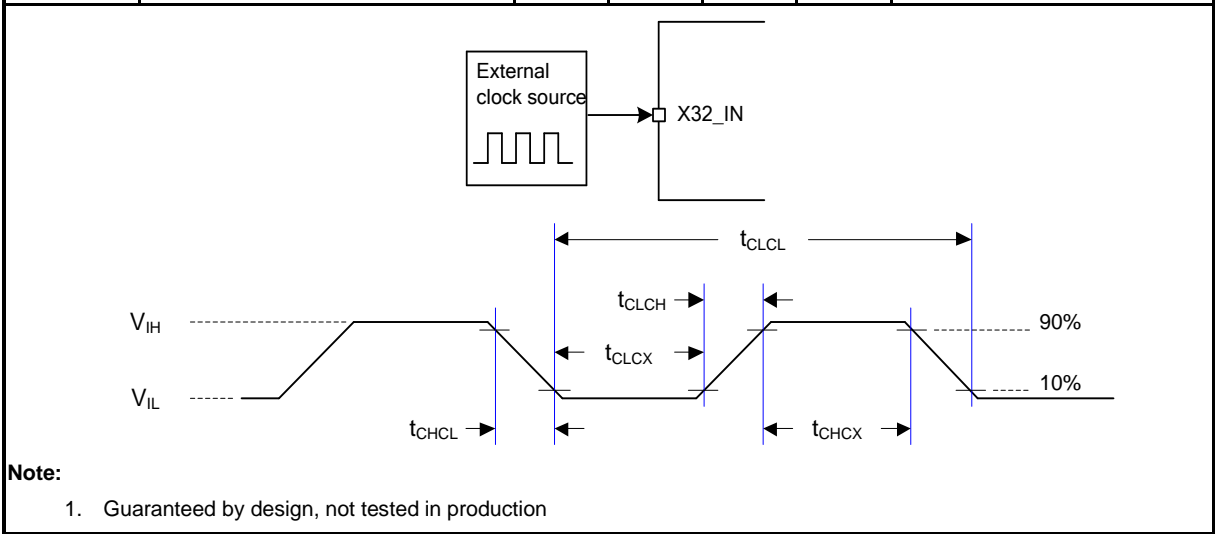 External
clock source
X32_IN
tCLCL
tCLCH
VIH
90%
tCLCX
VIL
10%
tCHCL
tCHCX
Note:
1. Guaranteed by design, not tested in production